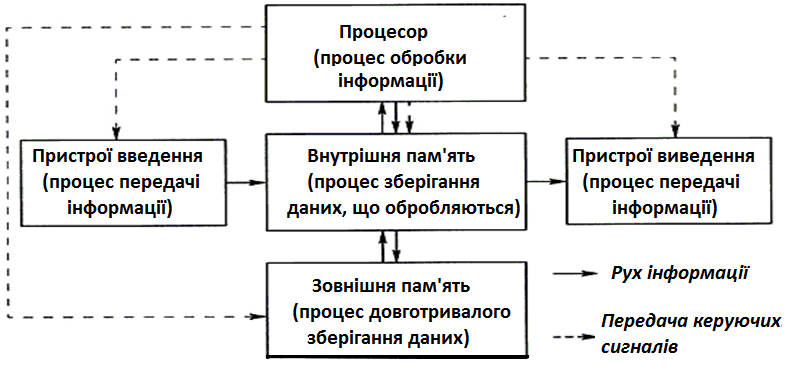 Процесор
(процес обробки
інформації)
Пристрої введення
(процес передачі
інформації)
Внутрішня пам'ять
(процес зберігання
даних, що обробляються)
Пристрої виведення
(процес передачі
інформації)
Зовнішня пам'ять
(процес довготривалого
зберігання даних)
Рух інформації
Передача керуючих
сигналів